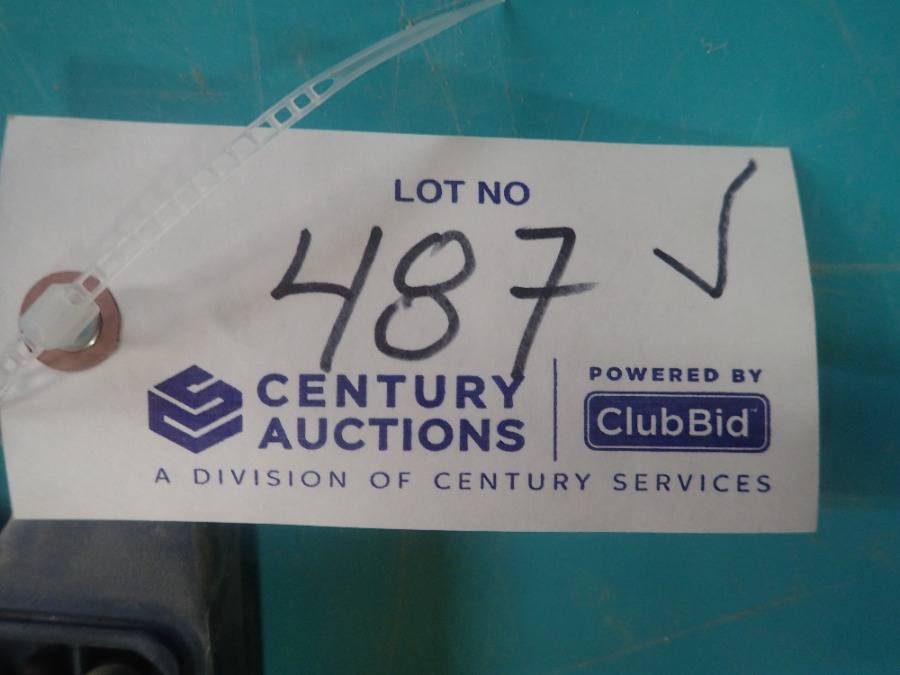 LOT NO
487 ✓
CENTURY
AUCTIONS
A DIVISION OF CENTURY SERVICES
POWERED BY
ClubBid™